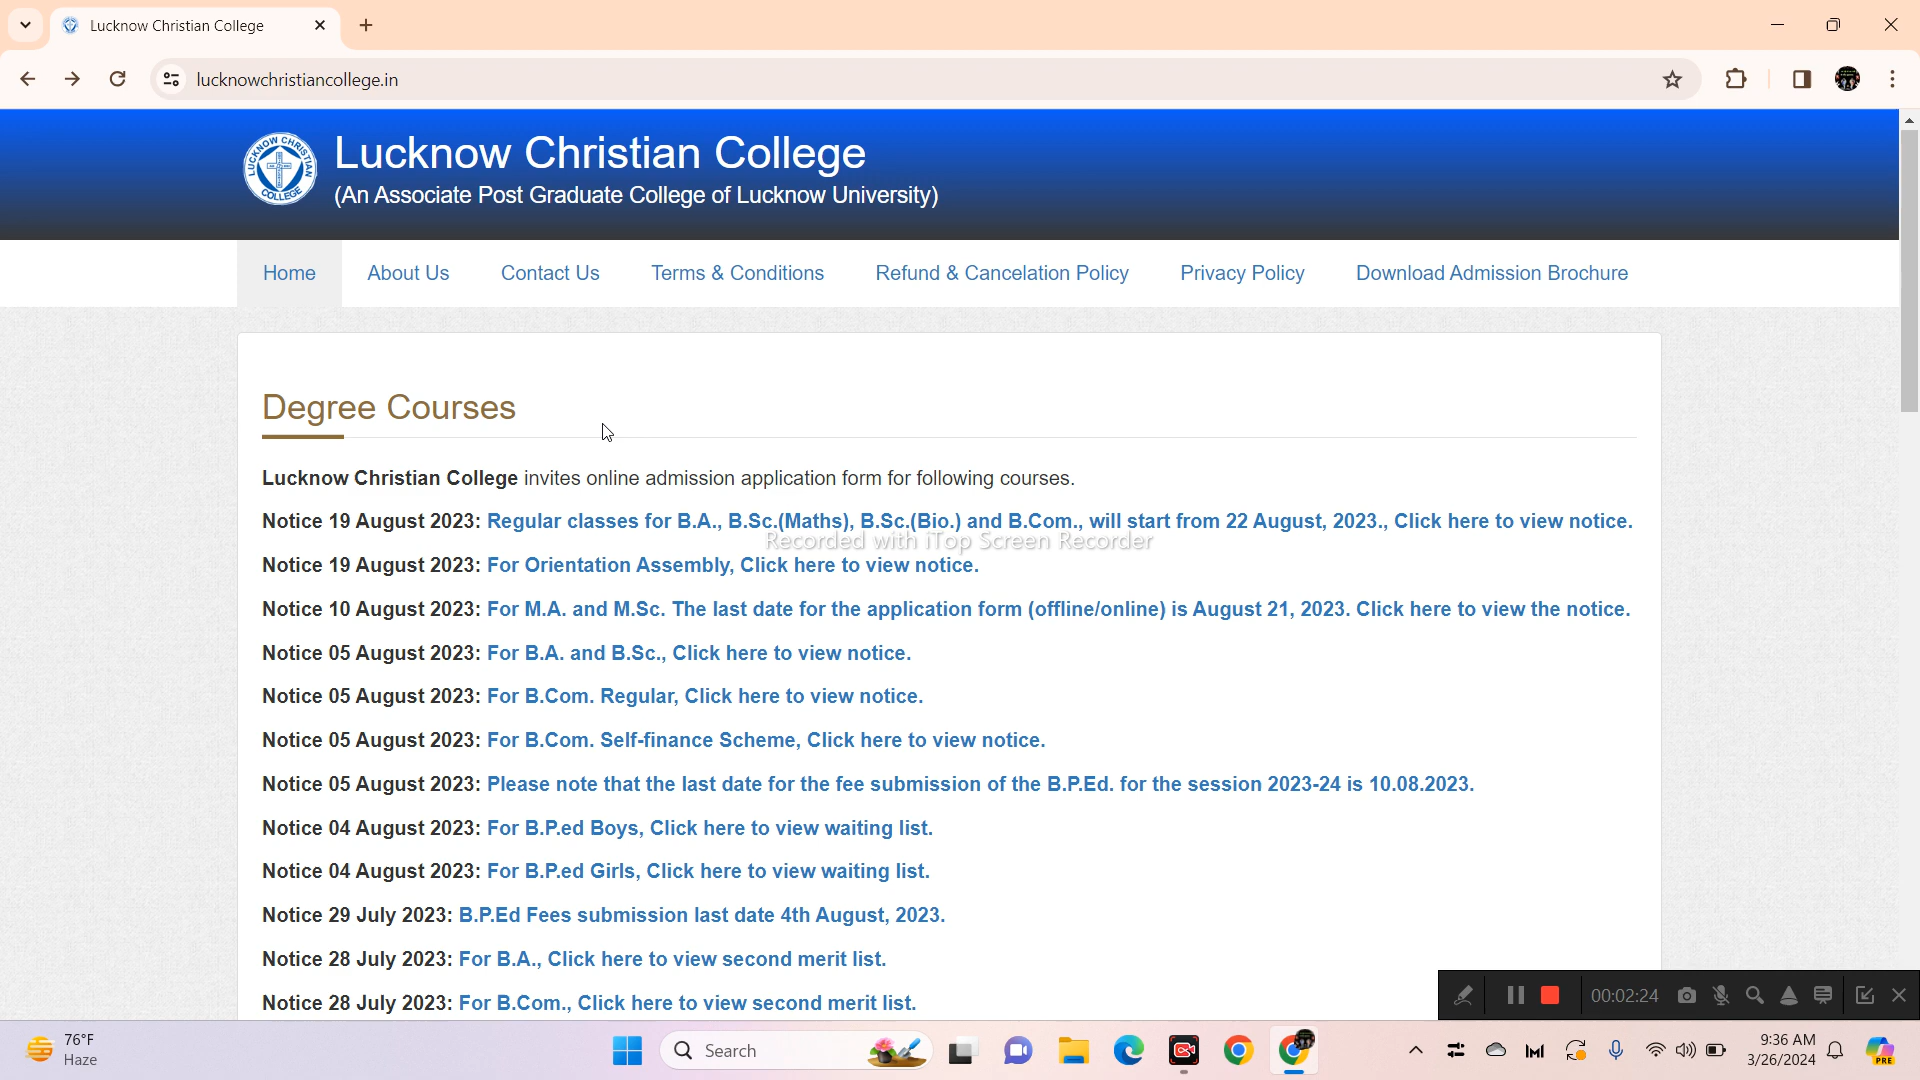 Lucknow Christian College
lucknowchristiancollege.in
LUCKNOW CHRISTIAN COLLEGE
Lucknow Christian College
(An Associate Post Graduate College of Lucknow University)
Home About Us Contact Us Terms & Conditions Refund & Cancelation Policy Privacy Policy Download Admission Brochure
Degree Courses
Lucknow Christian College invites online admission application form for following courses.
Notice 19 August 2023: Regular classes for B.A., B.Sc.(Maths), B.Sc.(Bio.) and B.Com., will start from 22 August, 2023., Click here to view notice.
Recorded with iTop Screen Recorder
Notice 19 August 2023: For Orientation Assembly, Click here to view notice.
Notice 10 August 2023: For M.A. and M.Sc. The last date for the application form (offline/online) is August 21, 2023. Click here to view the notice.
Notice 05 August 2023: For B.A. and B.Sc., Click here to view notice.
Notice 05 August 2023: For B.Com. Regular, Click here to view notice.
Notice 05 August 2023: For B.Com. Self-finance Scheme, Click here to view notice.
Notice 05 August 2023: Please note that the last date for the fee submission of the B.P.Ed. for the session 2023-24 is 10.08.2023.
Notice 04 August 2023: For B.P.ed Boys, Click here to view waiting list.
Notice 04 August 2023: For B.P.ed Girls, Click here to view waiting list.
Notice 29 July 2023: B.P.Ed Fees submission last date 4th August, 2023.
Notice 28 July 2023: For B.A., Click here to view second merit list.
Notice 28 July 2023: For B.Com., Click here to view second merit list.
00:02:24
76°F
Haze
Search
9:36 AM
3/26/2024
PRE